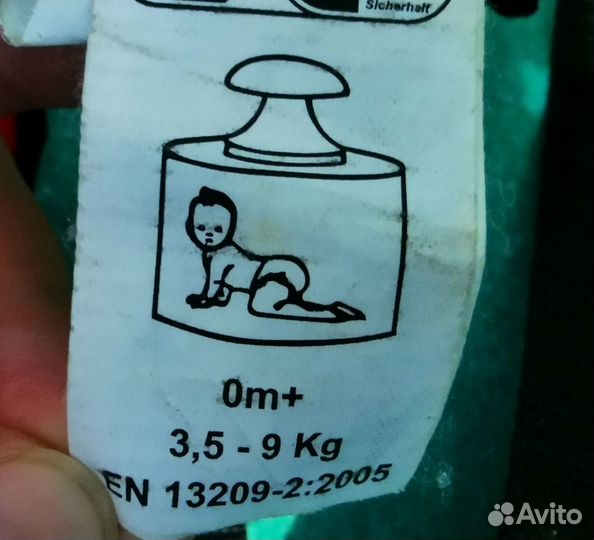 Sicherheit
0m+
3,5 - 9 Kg
EN 13209-2:2005
Avito